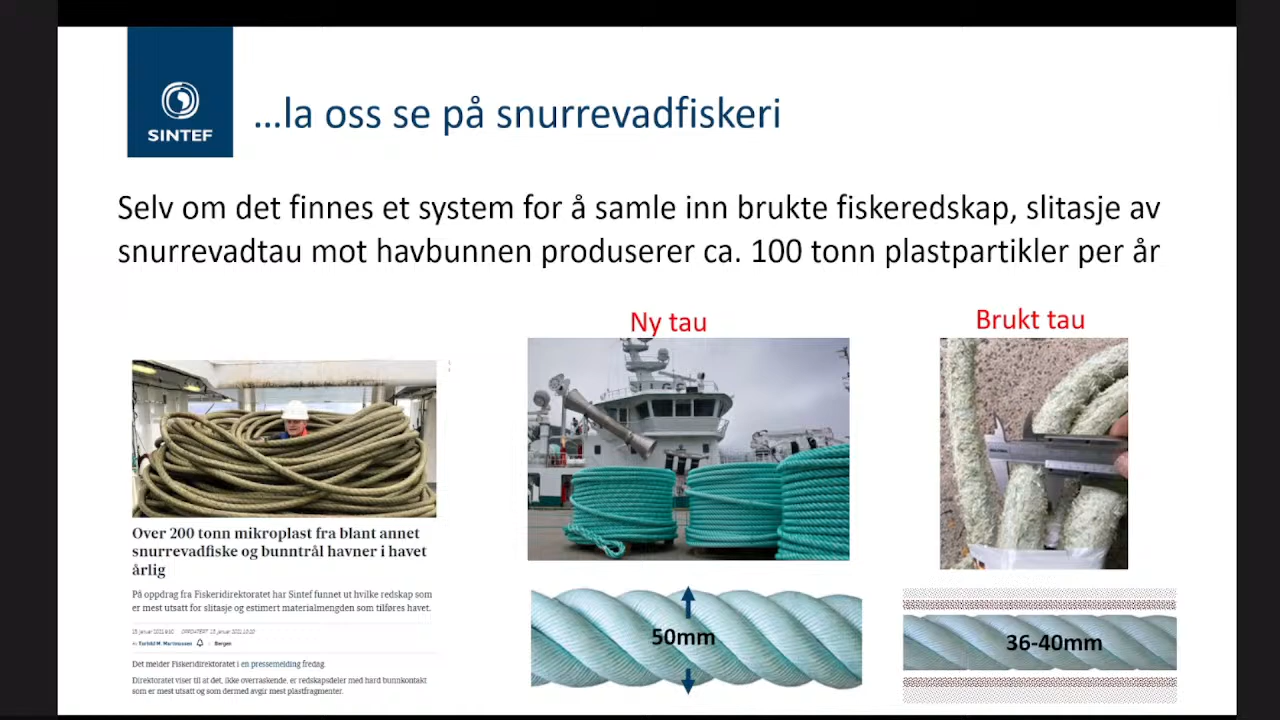 SINTEF
...la oss se på snurrevadfiskeri
Selv om det finnes et system for å samle inn brukte fiskeredskap, slitasje av
snurrevadtau mot havbunnen produserer ca. 100 tonn plastpartikler per år
Ny tau
Brukt tau
Over 200 tonn mikroplast fra blant annet
snurrevadfiske og bunntrål havner i havet
årlig
På oppdrag fra Fiskeridirektoratet har Sintef funnet ut hvilke redskap som
er mest utsatt for slitasje og estimert materialmengden som tilføres havet.
Bergen
Det melder Fiskeridirektoratet i en pressemelding fredag.
Direktoratet viser til at det, ikke overraskende, er redskapsdeler med hard bunnkontakt
som er mest utsatt og som dermed avgir mest plastfragmenter.
50mm
36-40mm